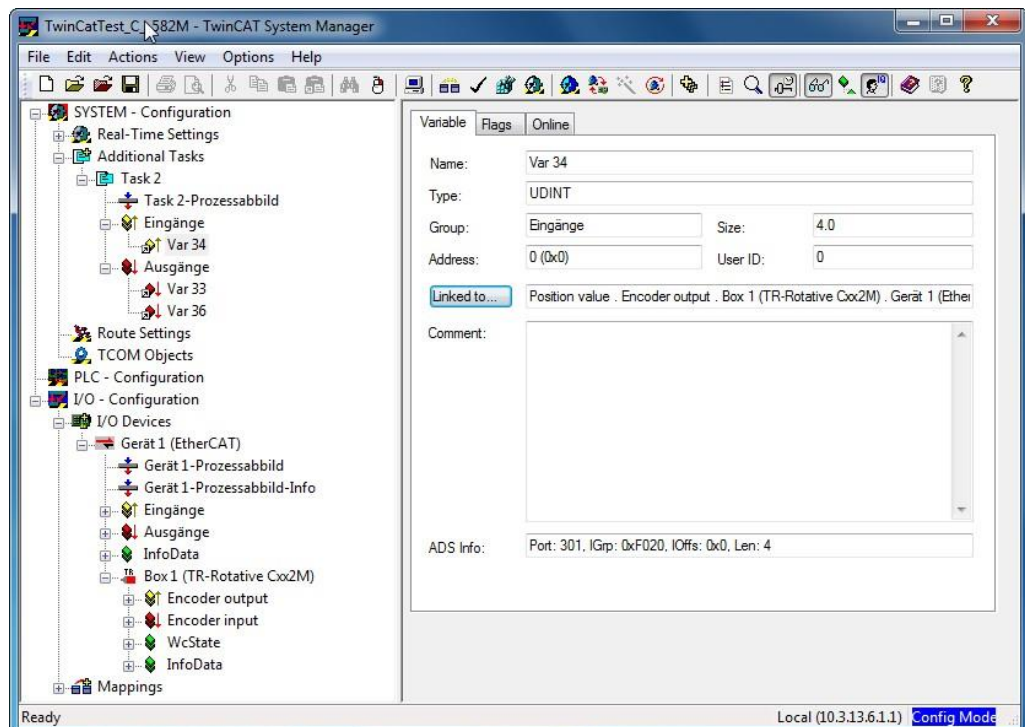 TwinCatTest_C_582M - TwinCAT System Manager
File Edit Actions View Options Help
SYSTEM - Configuration
Real-Time Settings
Additional Tasks
Task 2
Task 2-Prozessabbild
Eingänge
Var 34
Ausgänge
Var 33
Var 36
Route Settings
TCOM Objects
PLC - Configuration
I/O - Configuration
I/O Devices
Gerät 1 (EtherCAT)
Gerät 1-Prozessabbild
Gerät 1-Prozessabbild-Info
Eingänge
Ausgänge
InfoData
Box 1 (TR-Rotative Cxx2M)
Encoder output
Encoder input
WcState
InfoData
Mappings
Variable Flags Online
Name: Var 34
Type: UDINT
Group: Eingänge Size: 4.0
Address: 0 (0x0) User ID: 0
Linked to... Position value . Encoder output . Box 1 (TR-Rotative Cxx2M) . Gerät 1 (Ether
Comment:
ADS Info: Port: 301, IGrp: 0xF020, IOffs: 0x0, Len: 4
Ready Local (10.3.13.6.1.1) Config Mode